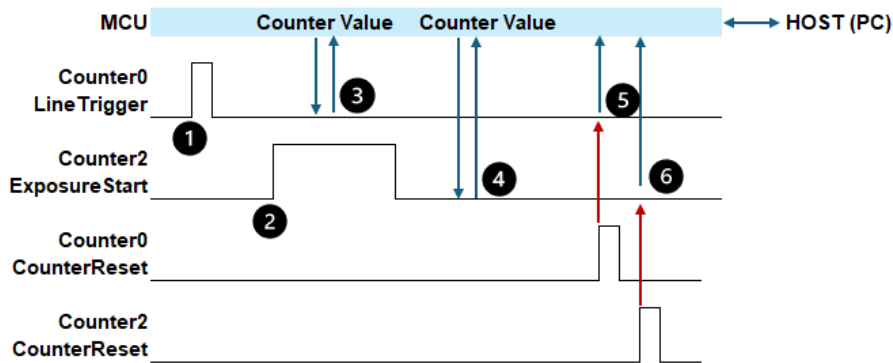 MCU Counter Value Counter Value HOST (PC)
Counter0
LineTrigger
3
5
1
Counter2
ExposureStart
4
6
2
Counter0
CounterReset
Counter2
CounterReset